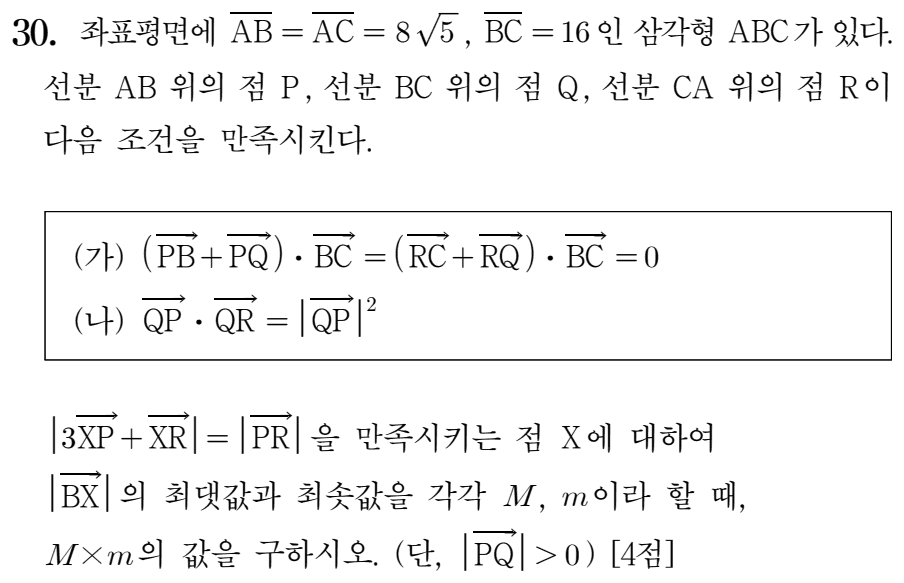 30. 좌표평면에 $\overline{AB}=\overline{AC}=8\sqrt{5}$, $\overline{BC}=16$인 삼각형 ABC가 있다.
선분 AB 위의 점 P, 선분 BC 위의 점 Q, 선분 CA 위의 점 R이
다음 조건을 만족시킨다.
(가) $(\overrightarrow{PB}+\overrightarrow{PQ})\cdot\overrightarrow{BC}=(\overrightarrow{RC}+\overrightarrow{RQ})\cdot\overrightarrow{BC}=0$
(나) $\overrightarrow{QP}\cdot\overrightarrow{QR}=|\overrightarrow{QP}|^2$
$|3\overrightarrow{XP}+\overrightarrow{XR}|=|\overrightarrow{PR}|$을 만족시키는 점 X에 대하여
$|\overrightarrow{BX}|$의 최댓값과 최솟값을 각각 $M$, $m$이라 할 때,
$M\times m$의 값을 구하시오. (단, $|\overrightarrow{PQ}|>0$) [4점]